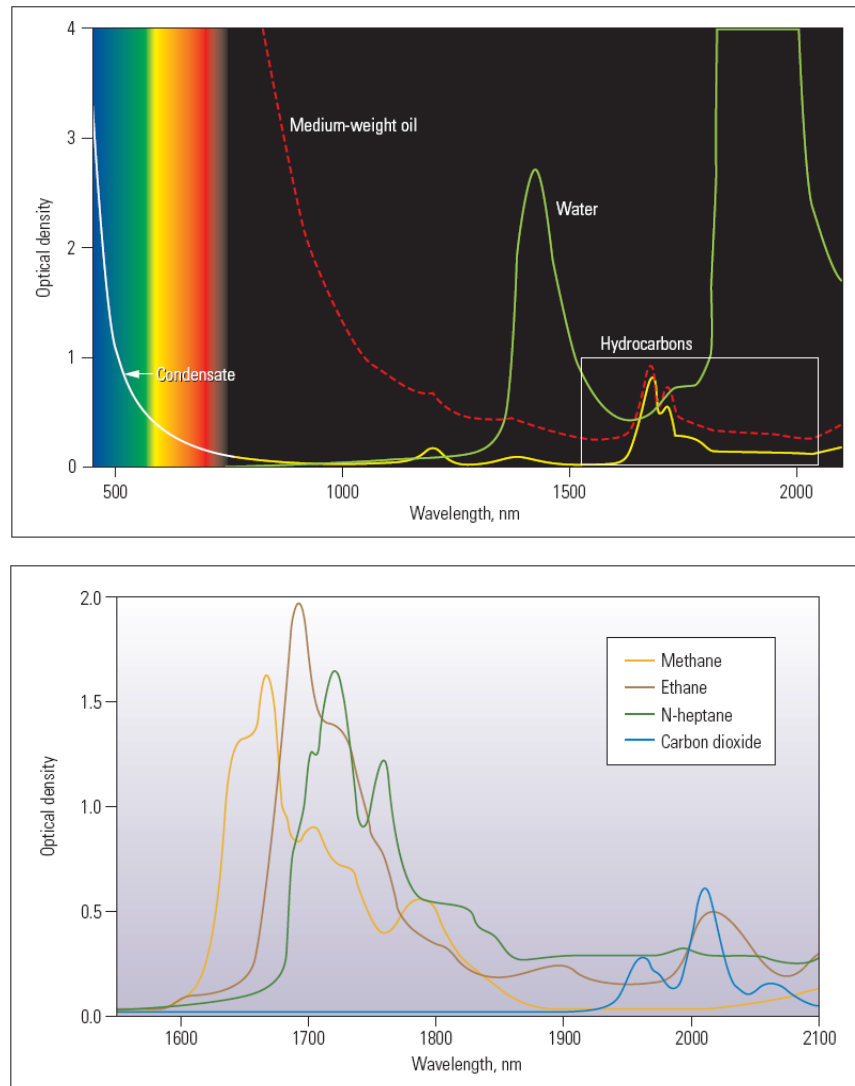 4
Medium-weight oil
3
Water
Optical density
2
Hydrocarbons
1
Condensate
0
500
1000
1500
2000
Wavelength, nm
2.0
Methane
Ethane
1.5
N-heptane
Carbon dioxide
Optical density
1.0
0.5
0.0
1600
1700
1800
1900
2000
2100
Wavelength, nm